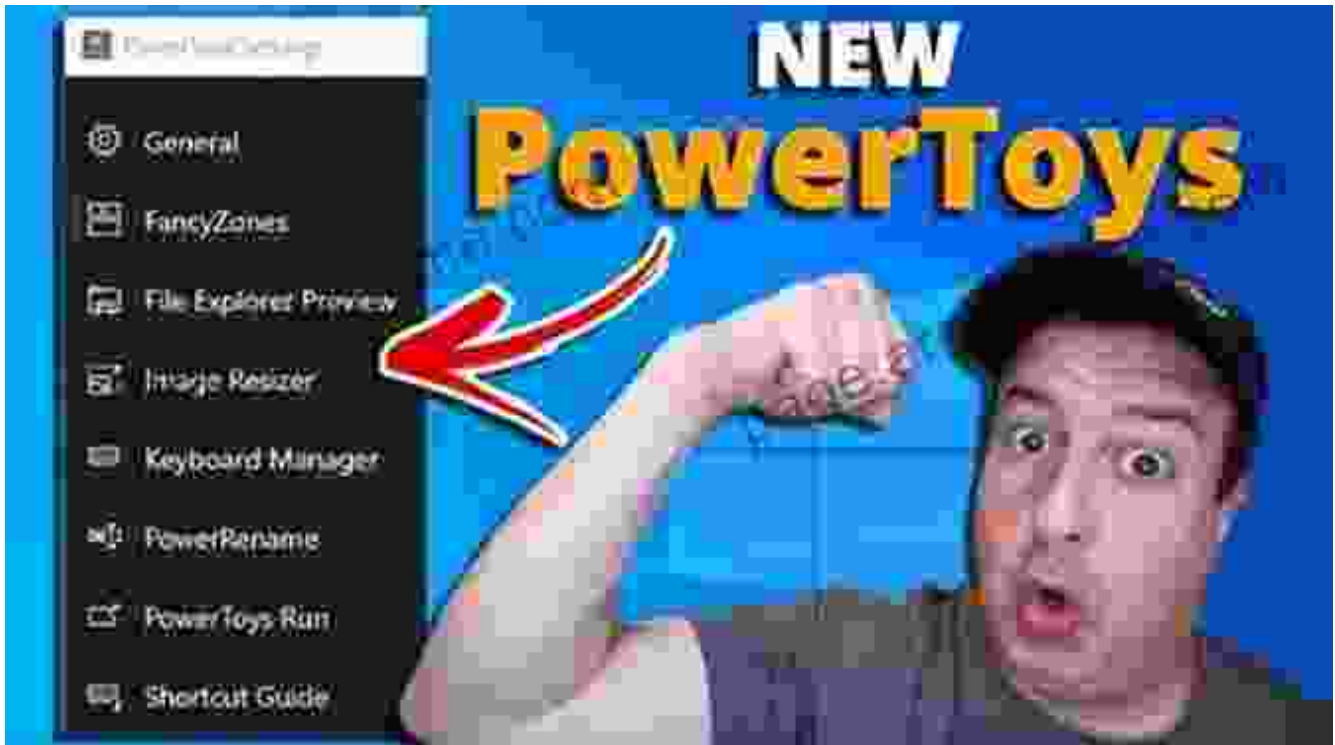 General
FancyZones
File Explorer Preview
Image Resizer
Keyboard Manager
PowerRename
PowerToys Run
Shortcut Guide
NEW
PowerToys